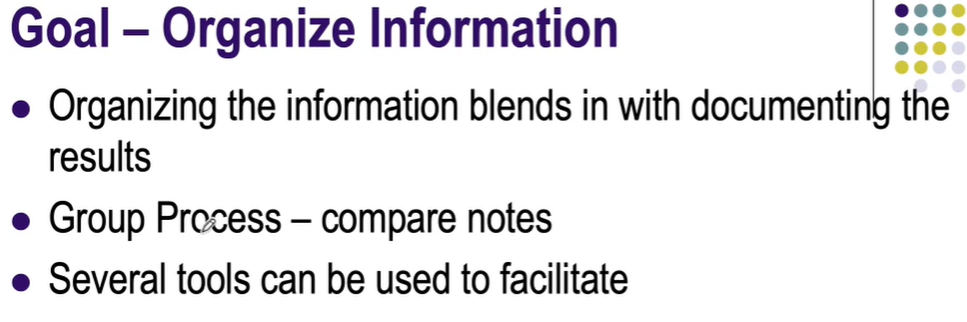 Goal – Organize Information
● Organizing the information blends in with documenting the
results
● Group Process – compare notes
● Several tools can be used to facilitate